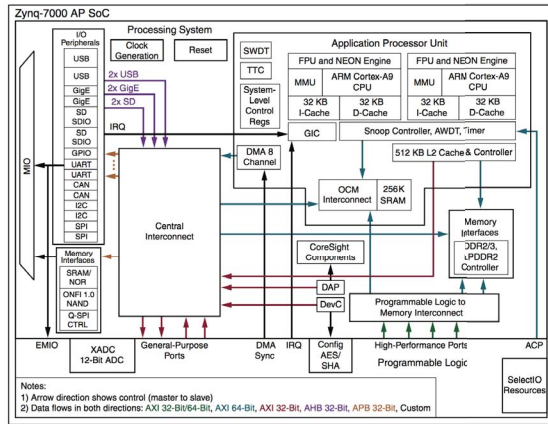 Zynq-7000 AP SoC
Processing System
I/O
Peripherals
USB
USB
GigE
GigE
SD
SDIO
SD
SDIO
GPIO
UART
UART
CAN
CAN
I2C
I2C
SPI
SPI
Memory
Interfaces
SRAM/
NOR
ONFI 1.0
NAND
Q-SPI
CTRL
MIO
Clock
Generation
Reset
2x USB
2x GigE
2x SD
IRQ
Central
Interconnect
Application Processor Unit
SWDT
TTC
System-
Level
Control
Regs
FPU and NEON Engine
MMU
ARM Cortex-A9
CPU
32 KB
I-Cache
32 KB
D-Cache
FPU and NEON Engine
MMU
ARM Cortex-A9
CPU
32 KB
I-Cache
32 KB
D-Cache
GIC
Snoop Controller, AWDT, Timer
DMA 8
Channel
512 KB L2 Cache & Controller
OCM
Interconnect
256K
SRAM
CoreSight
Components
DAP
DevC
Memory
Interfaces
DDR2/3,
LPDDR2
Controller
Programmable Logic to
Memory Interconnect
EMIO
XADC
12-Bit ADC
General-Purpose
Ports
DMA
Sync
IRQ
Config
AES/
SHA
High-Performance Ports
ACP
Programmable Logic
SelectIO
Resources
Notes:
1) Arrow direction shows control (master to slave)
2) Data flows in both directions: AXI 32-Bit/64-Bit, AXI 64-Bit, AXI 32-Bit, AHB 32-Bit, APB 32-Bit, Custom